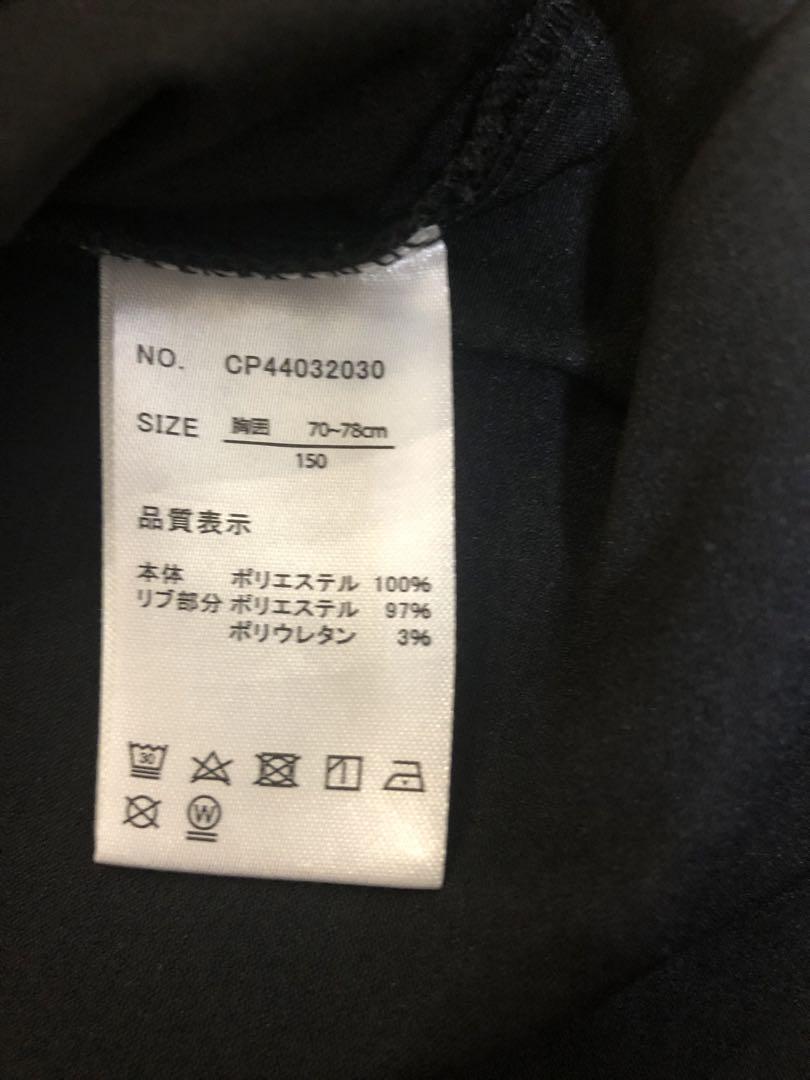 NO. CP44032030
SIZE 胸囲 70~78cm
150
品質表示
本体 ポリエステル 100%
リブ部分 ポリエステル 97%
ポリウレタン 3%
30
W